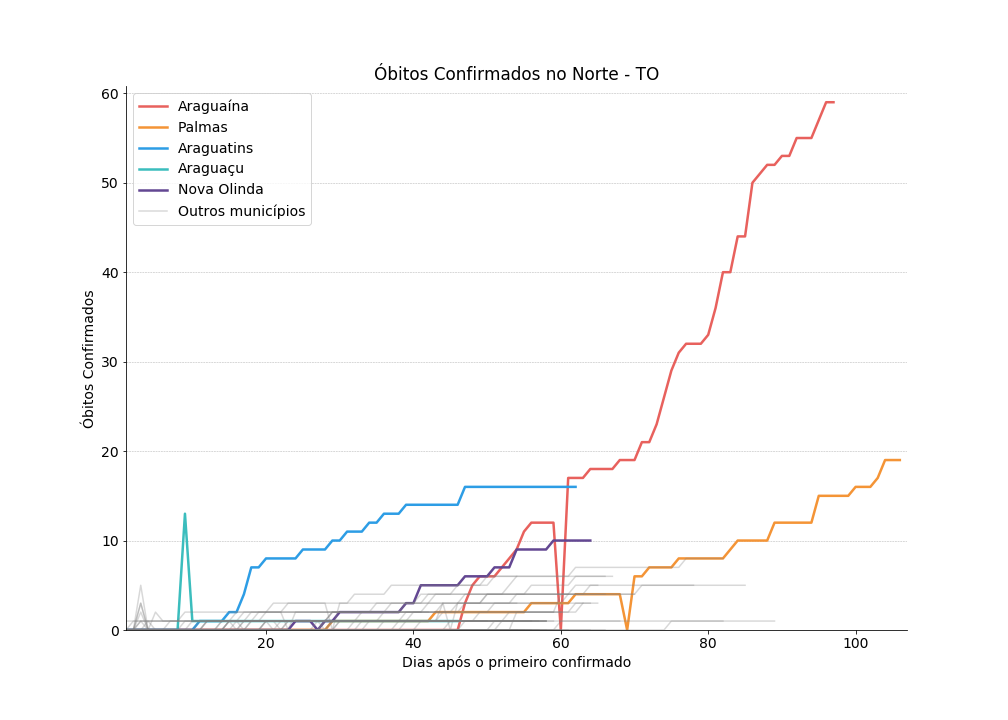 Óbitos Confirmados no Norte - TO
Araguaína
Palmas
Araguatins
Araguaçu
Nova Olinda
Outros municípios
60
50
40
30
20
10
0
Óbitos Confirmados
20
40
60
80
100
Dias após o primeiro confirmado